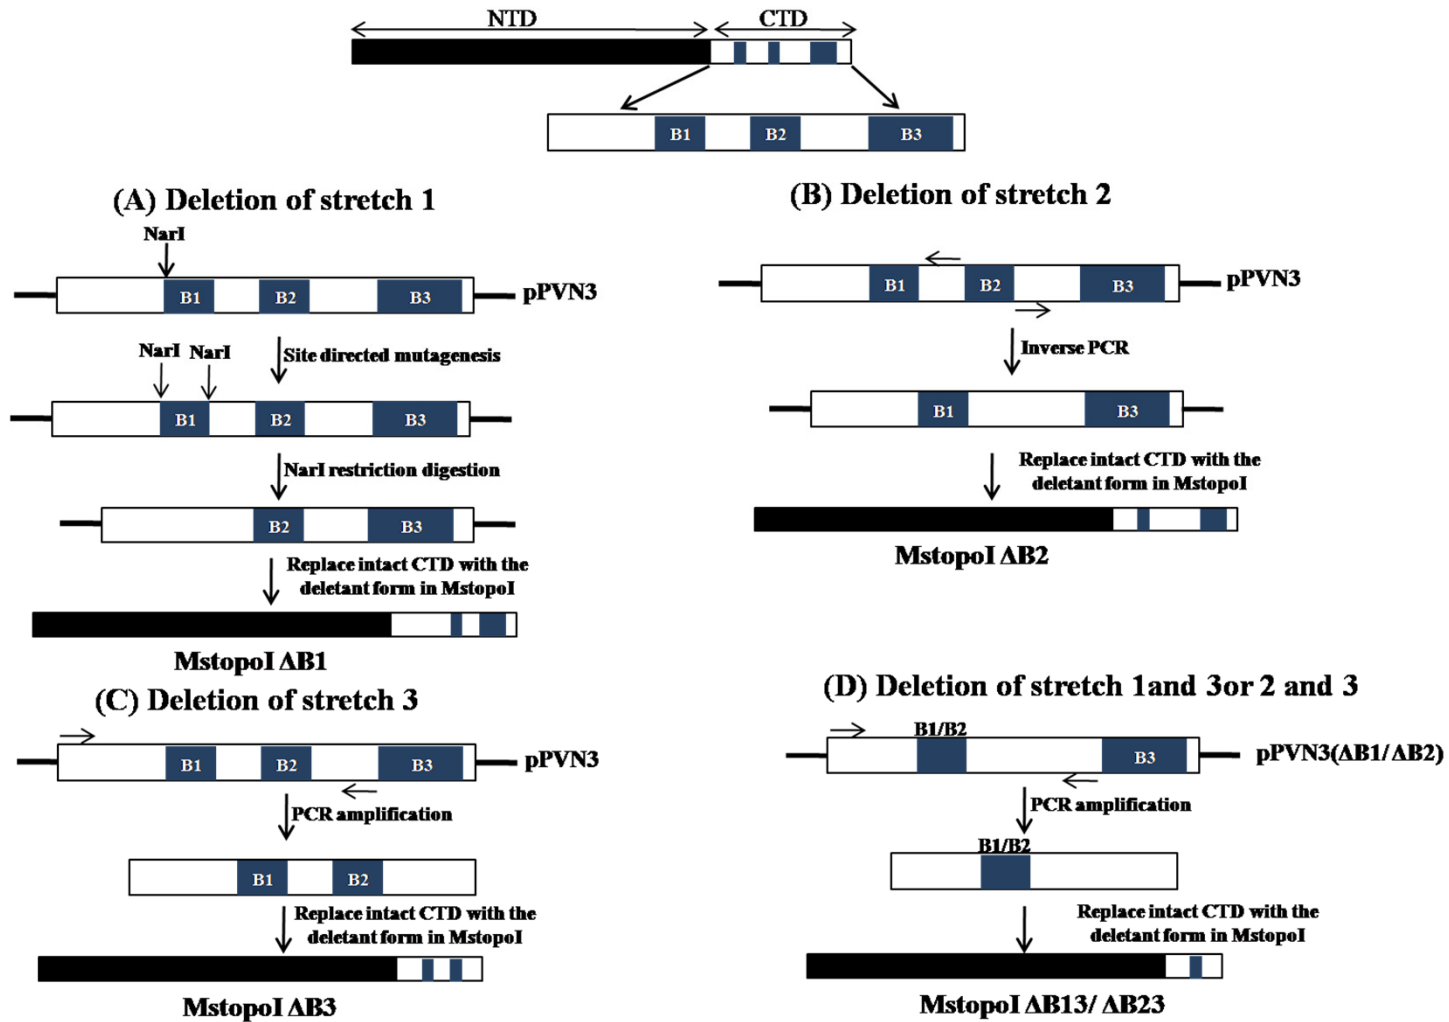 NTD
CTD
B1 B2 B3
(A) Deletion of stretch 1
NarI
B1 B2 B3 pPVN3
NarI NarI
Site directed mutagenesis
B1 B2 B3
NarI restriction digestion
B2 B3
Replace intact CTD with the
deletant form in MstopoI
MstopoI ΔB1
(B) Deletion of stretch 2
B1 B2 B3 pPVN3
Inverse PCR
B1 B3
Replace intact CTD with the
deletant form in MstopoI
MstopoI ΔB2
(C) Deletion of stretch 3
B1 B2 B3 pPVN3
PCR amplification
B1 B2
Replace intact CTD with the
deletant form in MstopoI
MstopoI ΔB3
(D) Deletion of stretch 1and 3or 2 and 3
B1/B2
B3 pPVN3(ΔB1/ΔB2)
PCR amplification
B1/B2
Replace intact CTD with the
deletant form in MstopoI
MstopoI ΔB13/ ΔB23